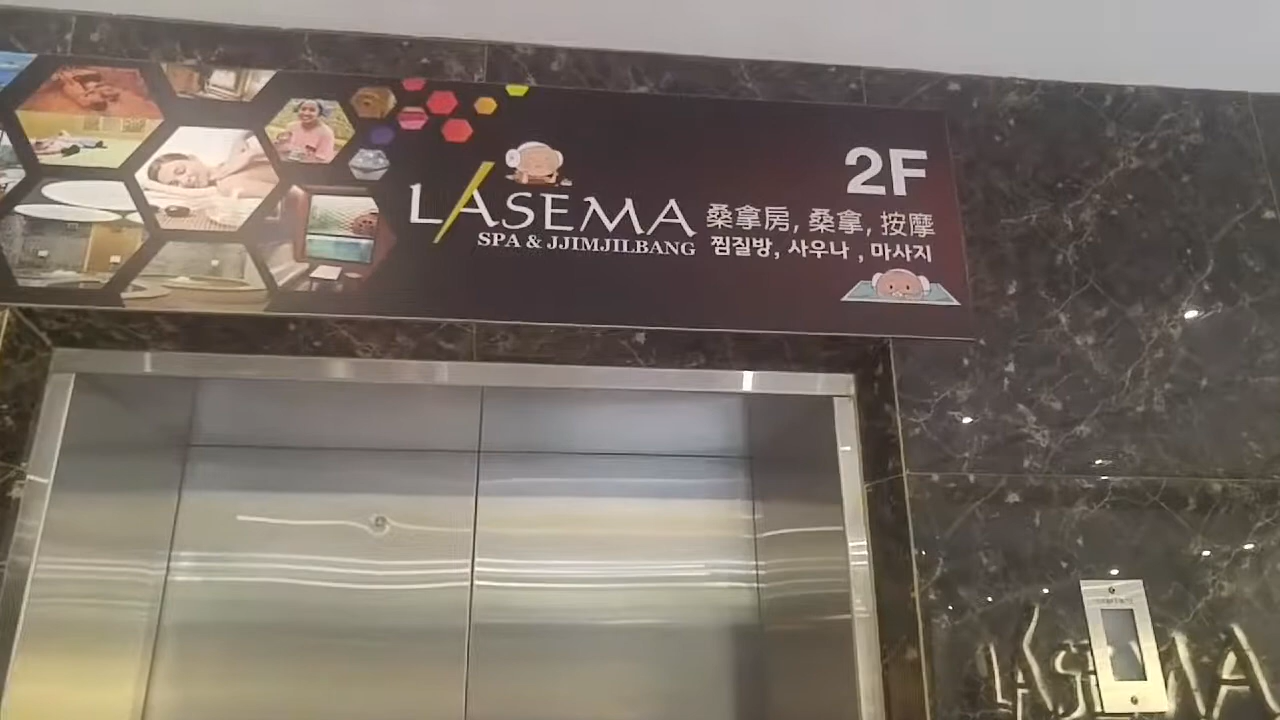 2F
LASEMA
SPA & JJIMJILBANG
桑拿房, 桑拿, 按摩
찜질방, 사우나 , 마사지
LASEMA